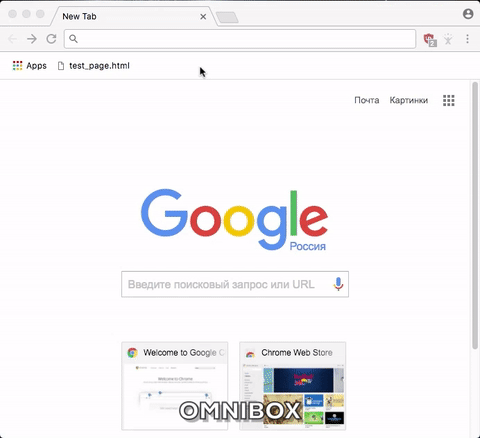 New Tab
Apps test_page.html
Почта Картинки
Google
Россия
Введите поисковый запрос или URL
Welcome to Google C
Chrome Web Store
OMNIBOX